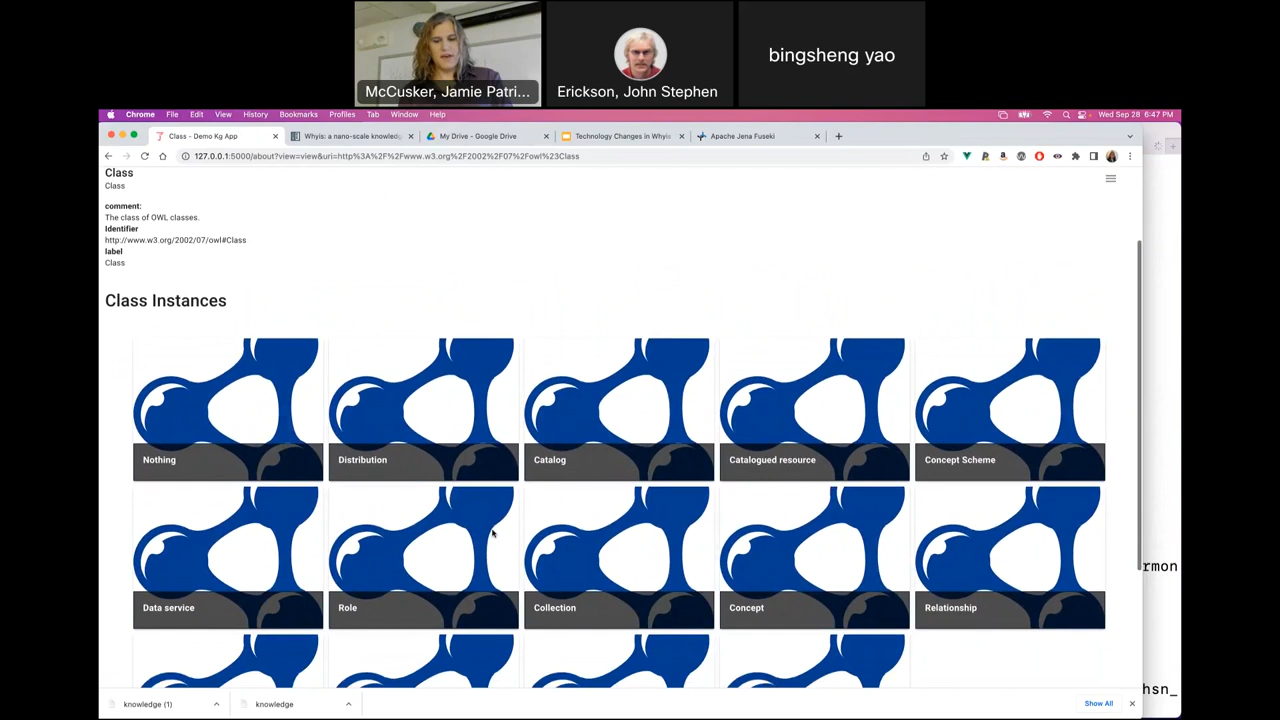 McCusker, Jamie Patri...
Erickson, John Stephen
bingsheng yao
Chrome File Edit View History Bookmarks Profiles Tab Window Help
Wed Sep 28 6:47 PM
Class - Demo Kg App
Whyis: a nano-scale knowledg
My Drive - Google Drive
Technology Changes in Whyis
Apache Jena Fuseki
127.0.0.1:5000/about?view=view&uri=http%3A%2F%2Fwww.w3.org%2F2002%2F07%2Fowl%23Class
Class
Class
comment:
The class of OWL classes.
Identifier
http://www.w3.org/2002/07/owl#Class
label
Class
Class Instances
Nothing
Distribution
Catalog
Catalogued resource
Concept Scheme
Data service
Role
Collection
Concept
Relationship
rmon
hsn_
knowledge (1)
knowledge
Show All